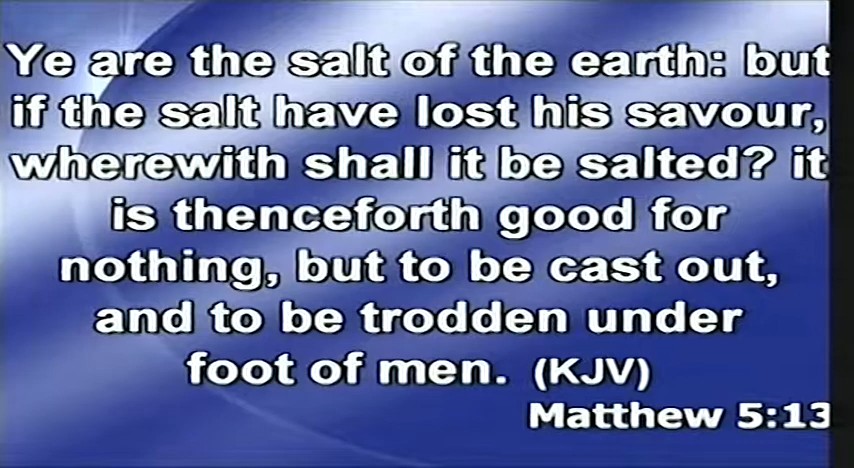 Ye are the salt of the earth: but
if the salt have lost his savour,
wherewith shall it be salted? it
is thenceforth good for
nothing, but to be cast out,
and to be trodden under
foot of men. (KJV)
Matthew 5:13